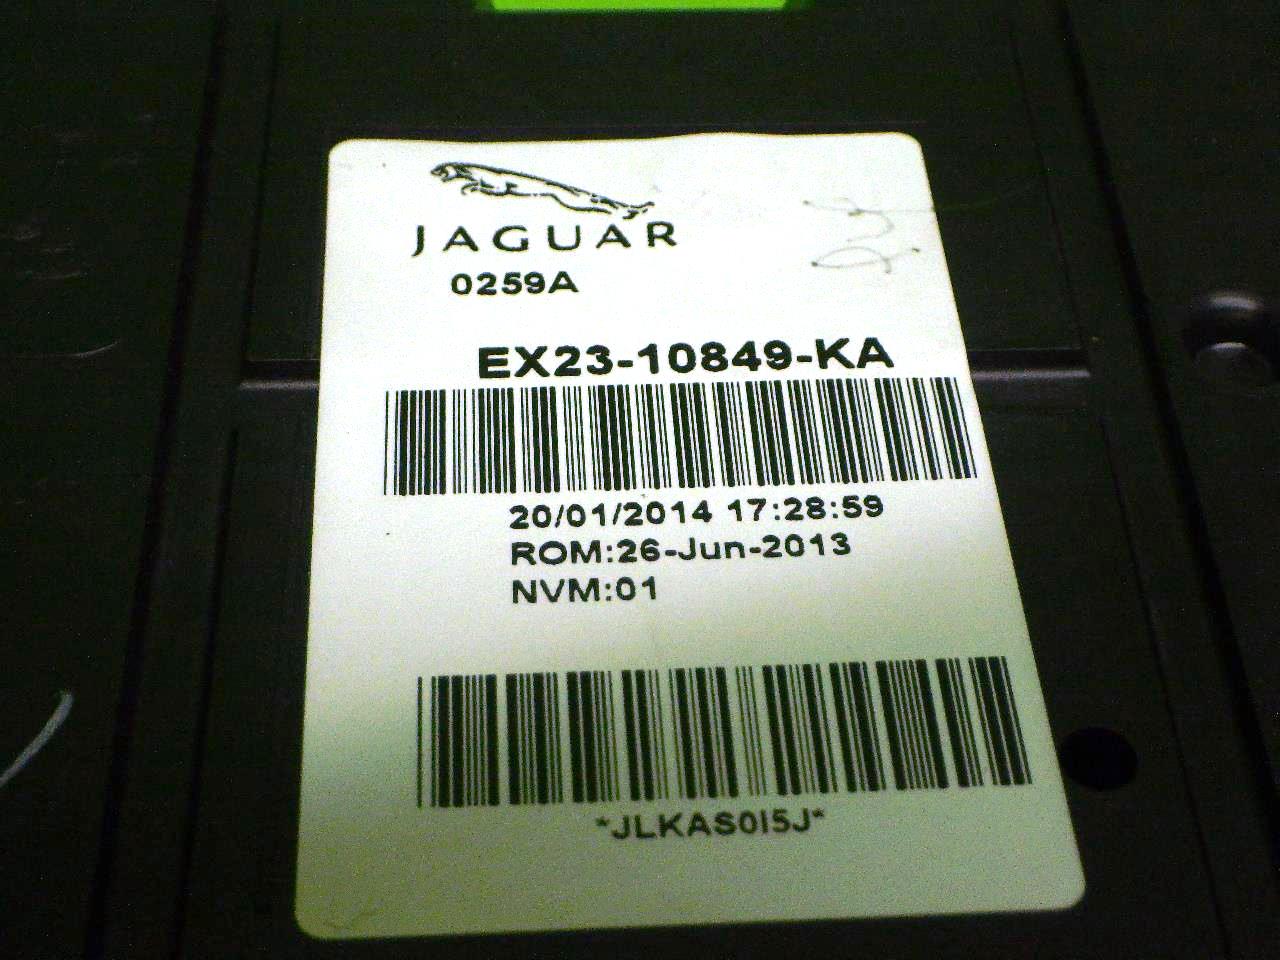 JAGUAR
0259A
EX23-10849-KA
20/01/2014 17:28:59
ROM:26-Jun-2013
NVM:01
*JLKAS0I5J*